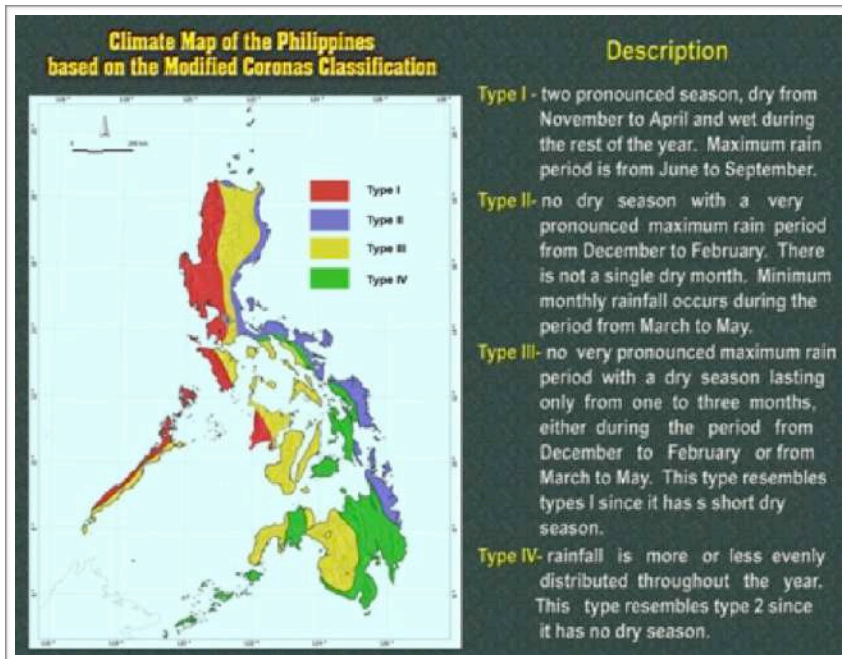 Climate Map of the Philippines
based on the Modified Coronas Classification
200 km
Type I
Type II
Type III
Type IV
Description
Type I - two pronounced season, dry from
November to April and wet during
the rest of the year. Maximum rain
period is from June to September.
Type II- no dry season with a very
pronounced maximum rain period
from December to February. There
is not a single dry month. Minimum
monthly rainfall occurs during the
period from March to May.
Type III- no very pronounced maximum rain
period with a dry season lasting
only from one to three months,
either during the period from
December to February or from
March to May. This type resembles
types I since it has s short dry
season.
Type IV- rainfall is more or less evenly
distributed throughout the year.
This type resembles type 2 since
it has no dry season.